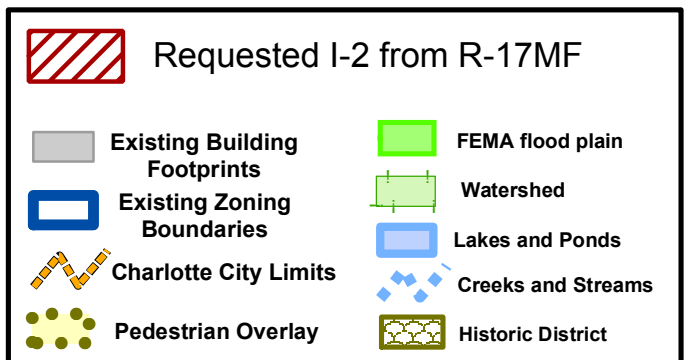 Requested I-2 from R-17MF
Existing Building
Footprints
Existing Zoning
Boundaries
Charlotte City Limits
Pedestrian Overlay
FEMA flood plain
Watershed
Lakes and Ponds
Creeks and Streams
Historic District